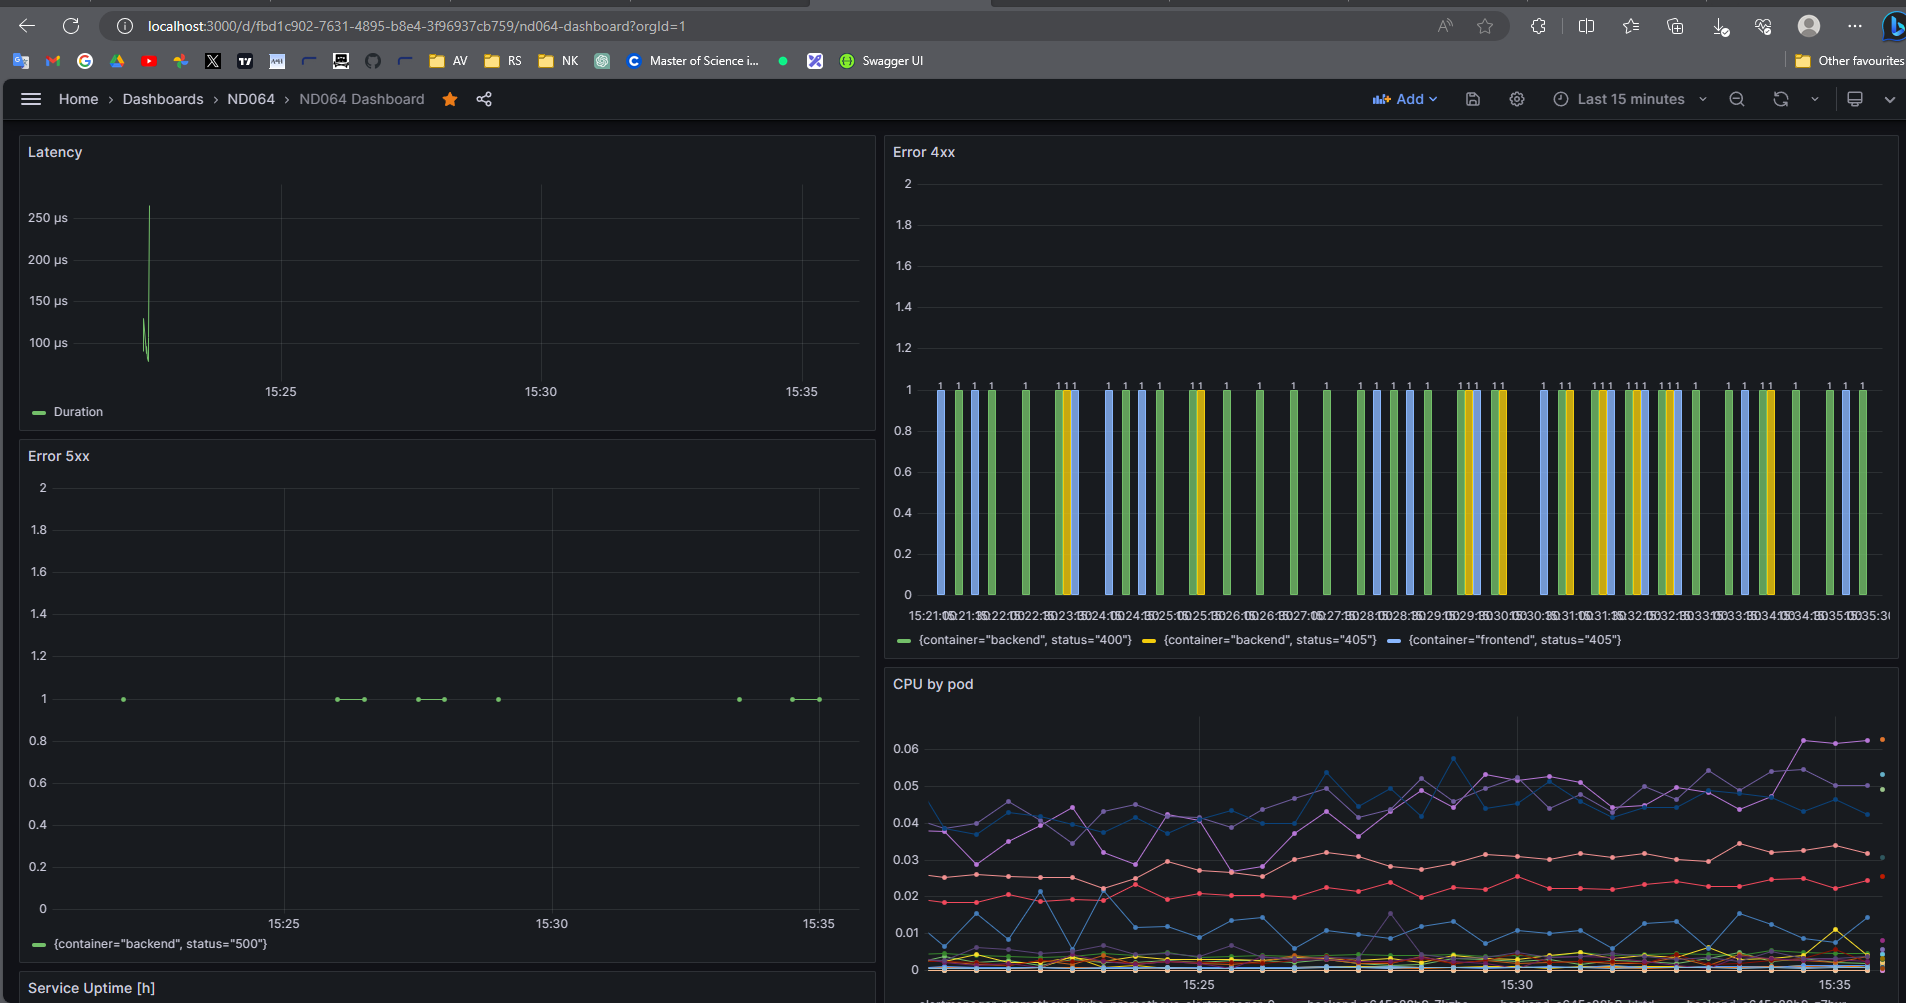 localhost:3000/d/fbd1c902-7631-4895-b8e4-3f96937cb759/nd064-dashboard?orgId=1
AV RS NK Master of Science i... Swagger UI Other favourites
Home › Dashboards › ND064 › ND064 Dashboard Add Last 15 minutes
Latency
250 µs
200 µs
150 µs
100 µs
15:25 15:30 15:35
Duration
Error 5xx
2
1.8
1.6
1.4
1.2
1
0.8
0.6
0.4
0.2
0
15:25 15:30 15:35
{container="backend", status="500"}
Service Uptime [h]
Error 4xx
2
1.8
1.6
1.4
1.2
1
0.8
0.6
0.4
0.2
0
{container="backend", status="400"} {container="backend", status="405"} {container="frontend", status="405"}
CPU by pod
0.06
0.05
0.04
0.03
0.02
0.01
0
15:25 15:30 15:35